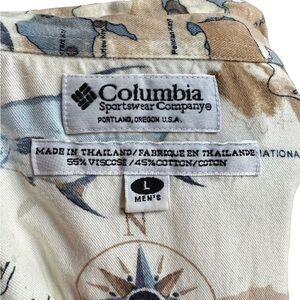 Columbia
Sportswear Company®
PORTLAND, OREGON U.S.A.
MADE IN THAILAND/FABRIQUE EN THAILANDE
55% VISCOSE/45%COTTON/COTON
L
MEN'S
N